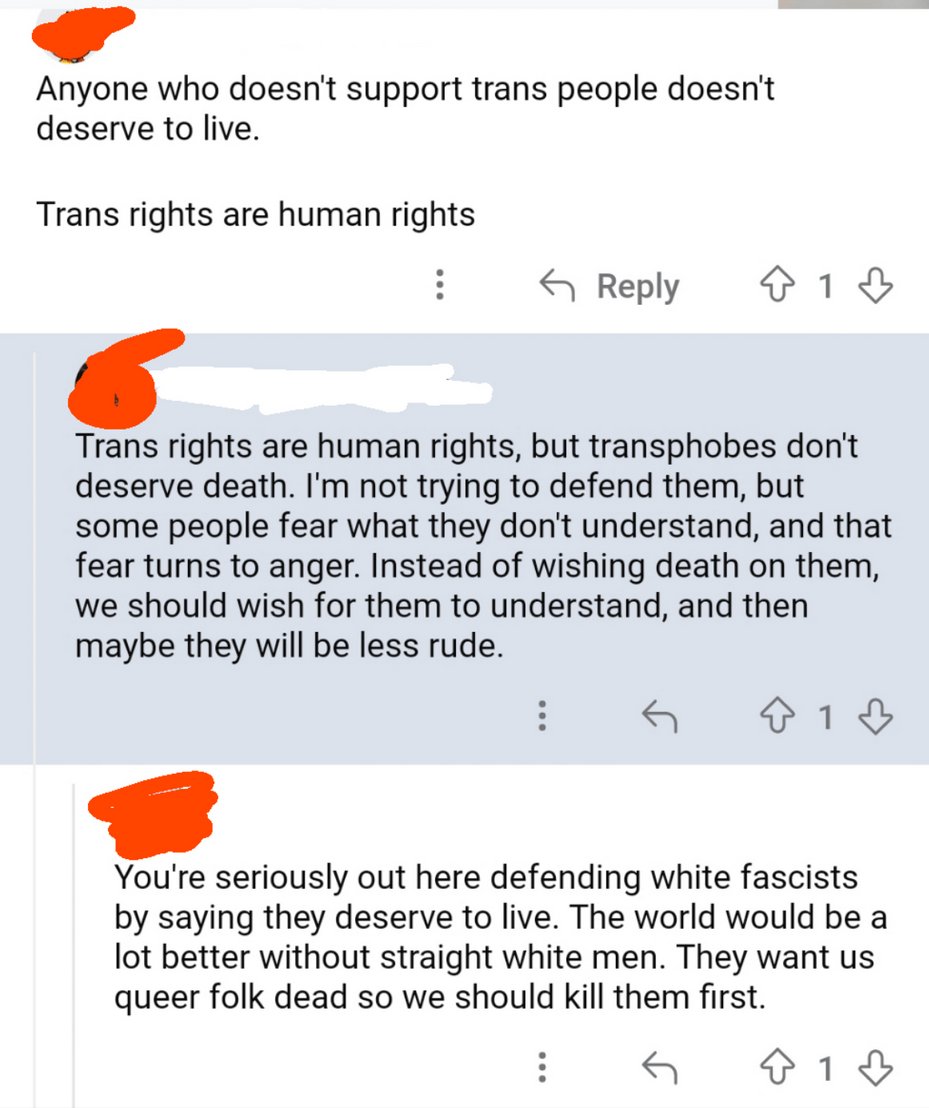 Anyone who doesn't support trans people doesn't
deserve to live.
Trans rights are human rights
Reply
1
Trans rights are human rights, but transphobes don't
deserve death. I'm not trying to defend them, but
some people fear what they don't understand, and that
fear turns to anger. Instead of wishing death on them,
we should wish for them to understand, and then
maybe they will be less rude.
1
You're seriously out here defending white fascists
by saying they deserve to live. The world would be a
lot better without straight white men. They want us
queer folk dead so we should kill them first.
1